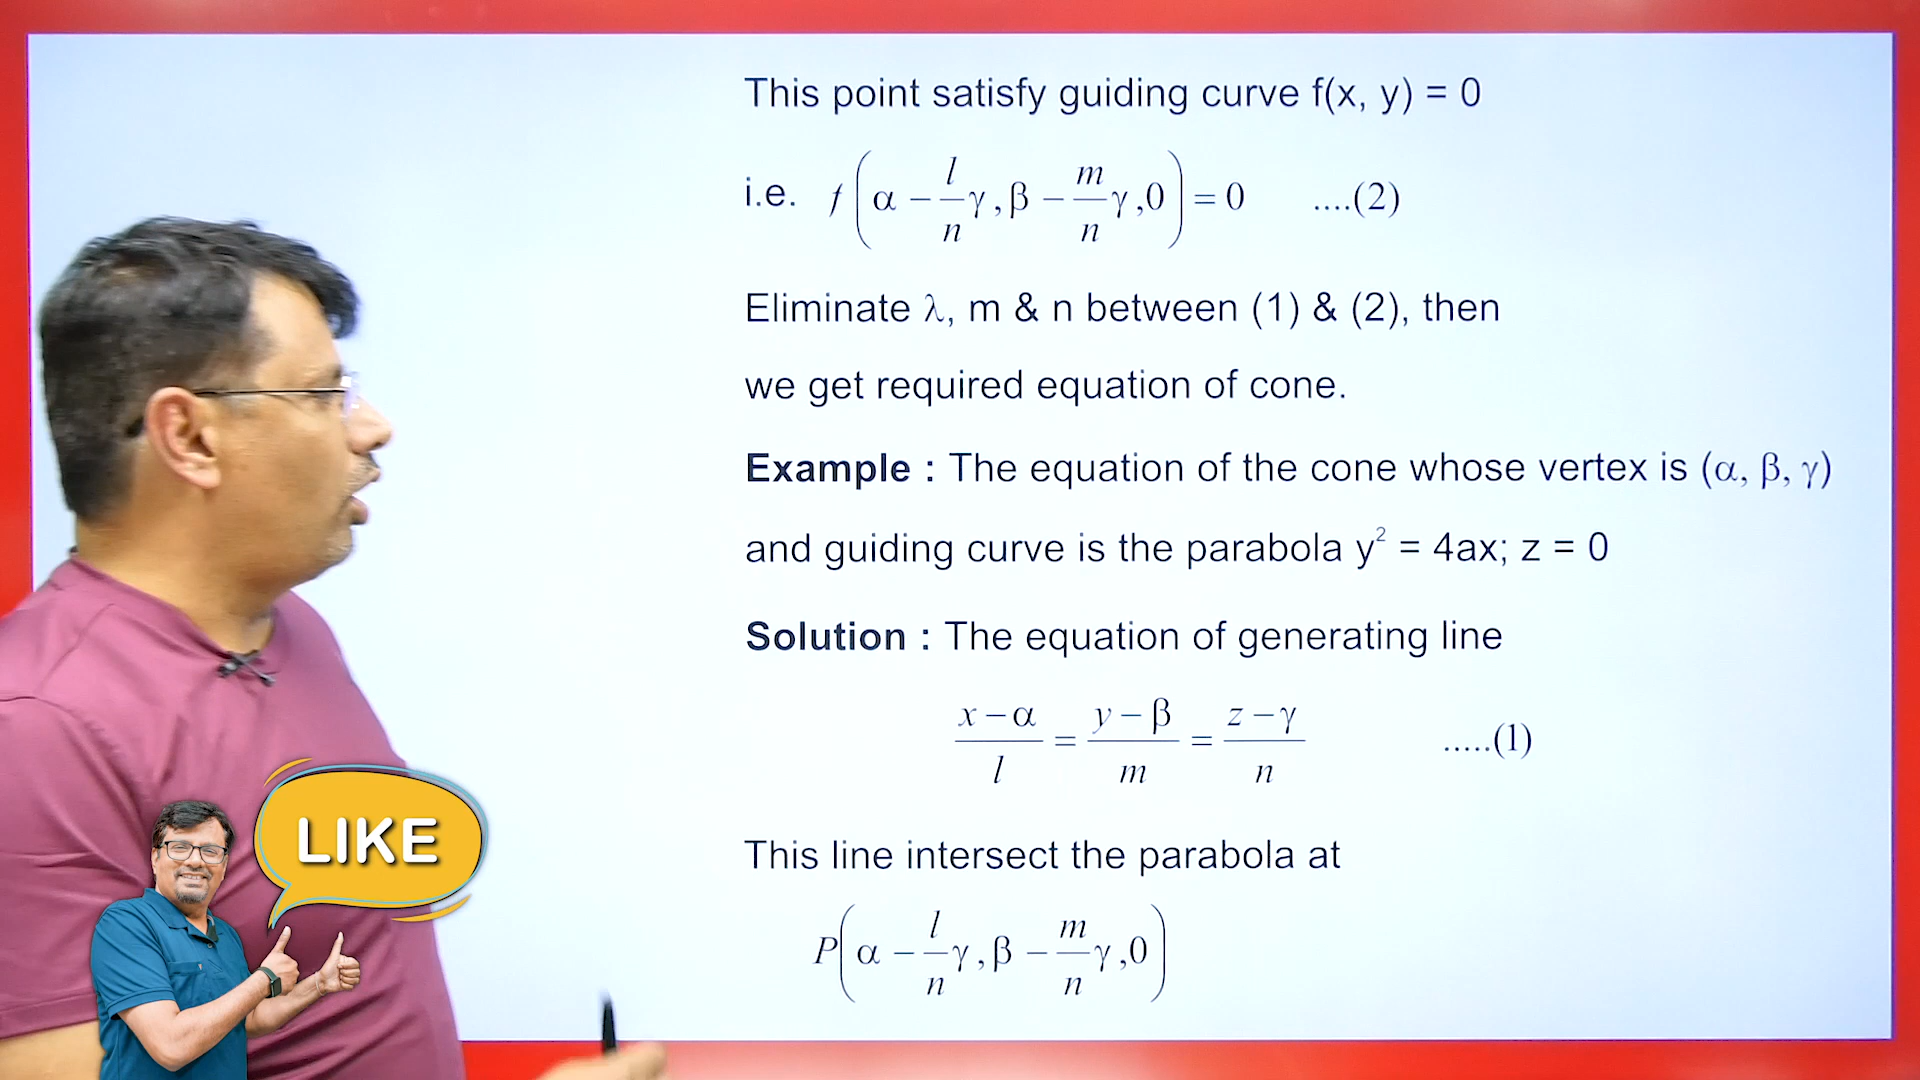 This point satisfy guiding curve f(x, y) = 0
i.e. f(α − l/n γ, β − m/n γ, 0) = 0 ....(2)
Eliminate λ, m & n between (1) & (2), then
we get required equation of cone.
Example : The equation of the cone whose vertex is (α, β, γ)
and guiding curve is the parabola y² = 4ax; z = 0
Solution : The equation of generating line
(x − α)/l = (y − β)/m = (z − γ)/n .....(1)
This line intersect the parabola at
P(α − l/n γ, β − m/n γ, 0)
LIKE